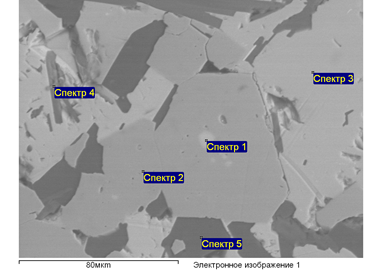 Спектр 3
Спектр 4
Спектр 1
Спектр 2
Спектр 5
80мкm Электронное изображение 1